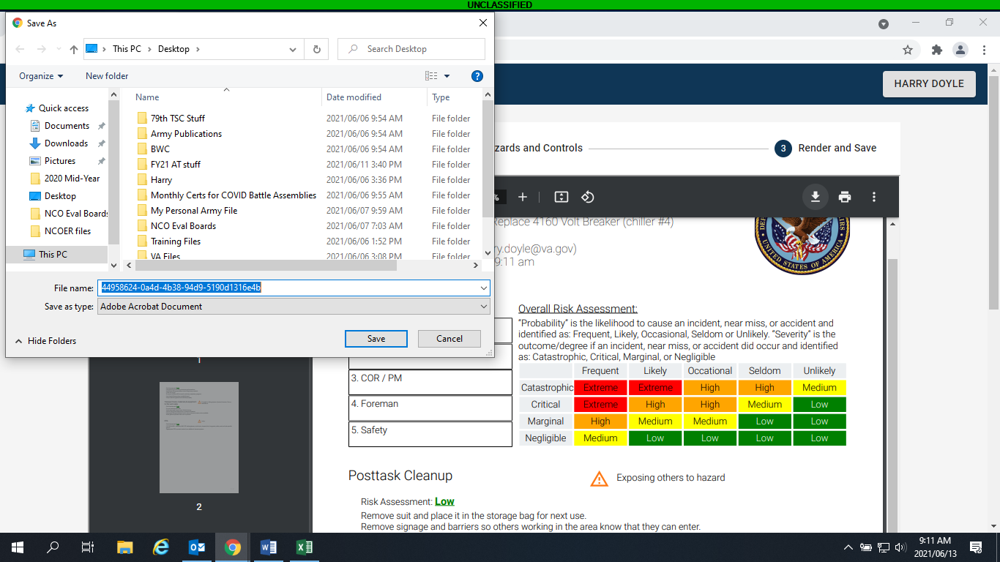 UNCLASSIFIED
Save As
This PC
Desktop
Search Desktop
Organize
New folder
?
Name
Date modified
Type
Quick access
Documents
Downloads
Pictures
2020 Mid-Year
Desktop
NCO Eval Boards
NCOER files
This PC
79th TSC Stuff 2021/06/06 9:54 AM File folder
Army Publications 2021/06/06 9:54 AM File folder
BWC 2021/06/06 9:54 AM File folder
FY21 AT stuff 2021/06/11 3:40 PM File folder
Harry 2021/06/06 3:36 PM File folder
Monthly Certs for COVID Battle Assemblies 2021/06/06 9:55 AM File folder
My Personal Army File 2021/06/07 9:59 AM File folder
NCO Eval Boards 2021/06/07 7:03 AM File folder
Training Files 2021/06/06 1:52 PM File folder
VA Files 2021/06/06 3:08 PM File folder
File name: 44958624-0a4d-4b38-94d9-5190d1316e4b
Save as type: Adobe Acrobat Document
Hide Folders
Save
Cancel
HARRY DOYLE
zards and Controls
3 Render and Save
%
Replace 4160 Volt Breaker (chiller #4)
ry.doyle@va.gov)
9:11 am
UNITED STATES OF AMERICA
Overall Risk Assessment:
“Probability” is the likelihood to cause an incident, near miss, or accident and
identified as: Frequent, Likely, Occasional, Seldom or Unlikely. “Severity” is the
outcome/degree if an incident, near miss, or accident did occur and identified
as: Catastrophic, Critical, Marginal, or Negligible
Frequent Likely Occational Seldom Unlikely
Catastrophic Extreme Extreme High High Medium
Critical Extreme High High Medium Low
Marginal High Medium Medium Low Low
Negligible Medium Low Low Low Low
3. COR / PM
4. Foreman
5. Safety
1
2
Posttask Cleanup
Exposing others to hazard
Risk Assessment: Low
Remove suit and place it in the storage bag for next use.
Remove signage and barriers so others working in the area know that they can enter.
9:11 AM
2021/06/13